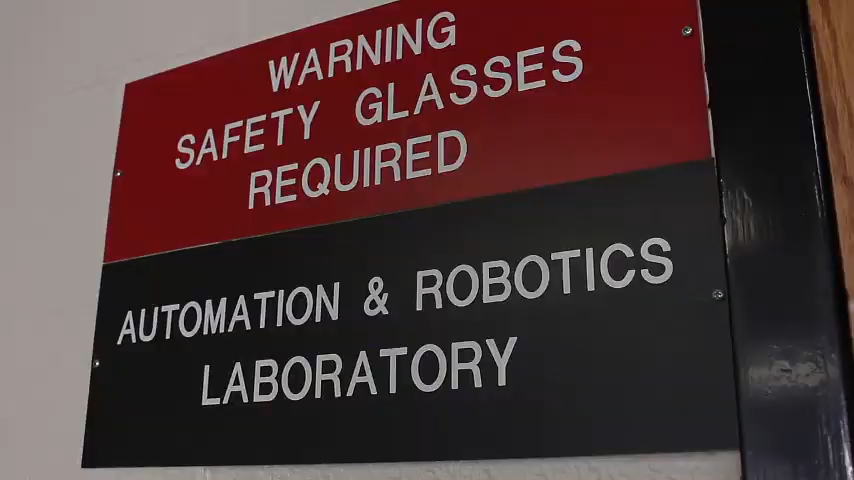 WARNING
SAFETY GLASSES
REQUIRED
AUTOMATION & ROBOTICS
LABORATORY